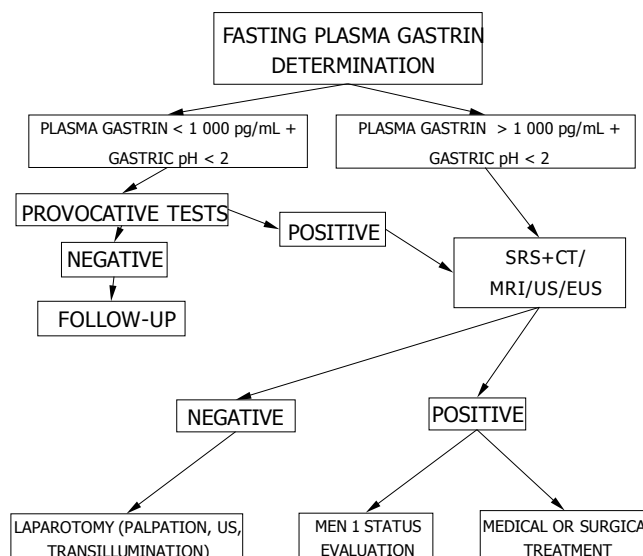 FASTING PLASMA GASTRIN
DETERMINATION
PLASMA GASTRIN < 1 000 pg/mL +
GASTRIC pH < 2
PLASMA GASTRIN > 1 000 pg/mL +
GASTRIC pH < 2
PROVOCATIVE TESTS
POSITIVE
NEGATIVE
SRS+CT/
MRI/US/EUS
FOLLOW-UP
NEGATIVE
POSITIVE
LAPAROTOMY (PALPATION, US,
TRANSILLUMINATION)
MEN 1 STATUS
EVALUATION
MEDICAL OR SURGICAL
TREATMENT